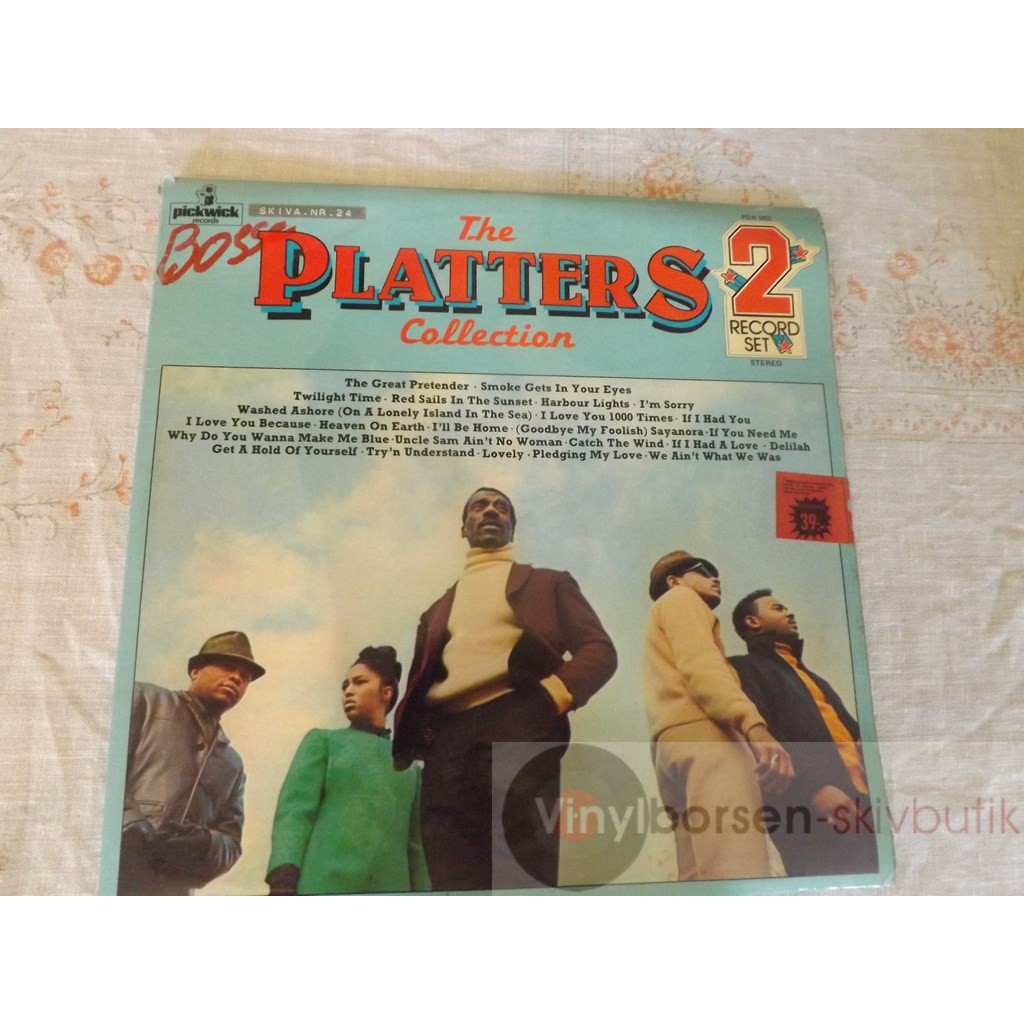 pickwick
records
SKIVA.NR.24
The
PLATTERS
Collection
2
RECORD
SET
STEREO
The Great Pretender · Smoke Gets In Your Eyes
Twilight Time · Red Sails In The Sunset · Harbour Lights · I'm Sorry
Washed Ashore (On A Lonely Island In The Sea) · I Love You 1000 Times · If I Had You
I Love You Because · Heaven On Earth · I'll Be Home · (Goodbye My Foolish) Sayanora · If You Need Me
Why Do You Wanna Make Me Blue · Uncle Sam Ain't No Woman · Catch The Wind · If I Had A Love · Delilah
Get A Hold Of Yourself · Try'n Understand · Lovely · Pledging My Love · We Ain't What We Was
39:-
Vinylborsen-skivbutik